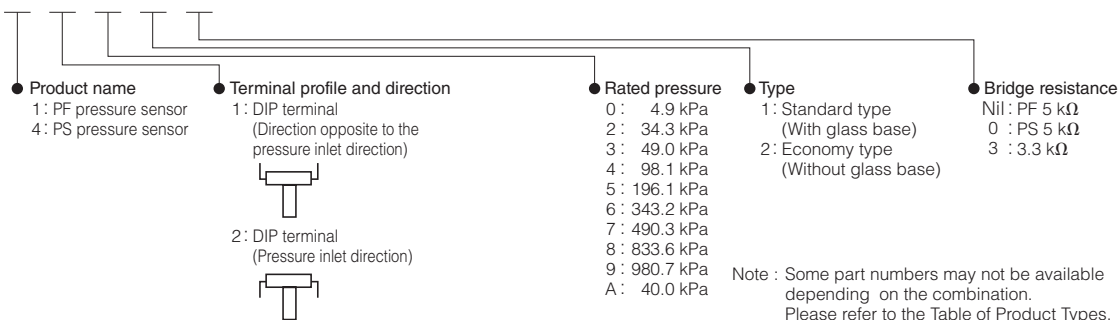 ● Product name
1 : PF pressure sensor
4 : PS pressure sensor
● Terminal profile and direction
1 : DIP terminal
(Direction opposite to the
pressure inlet direction)
2 : DIP terminal
(Pressure inlet direction)
● Rated pressure
0 : 4.9 kPa
2 : 34.3 kPa
3 : 49.0 kPa
4 : 98.1 kPa
5 : 196.1 kPa
6 : 343.2 kPa
7 : 490.3 kPa
8 : 833.6 kPa
9 : 980.7 kPa
A : 40.0 kPa
● Type
1 : Standard type
(With glass base)
2 : Economy type
(Without glass base)
● Bridge resistance
Nil : PF 5 kΩ
0 : PS 5 kΩ
3 : 3.3 kΩ
Note : Some part numbers may not be available
depending on the combination.
Please refer to the Table of Product Types.